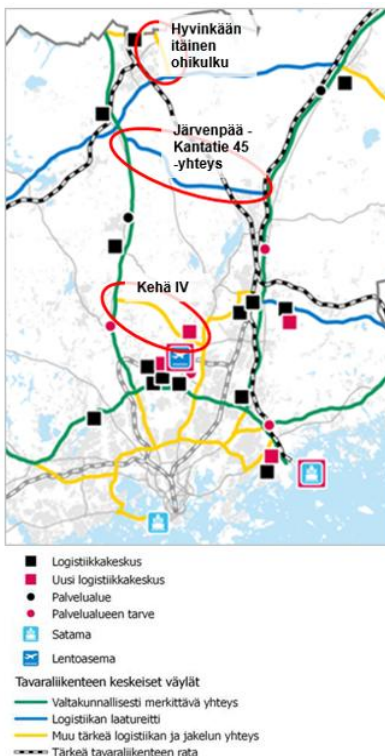 Hyvinkään
itäinen
ohikulku
Järvenpää -
Kantatie 45
-yhteys
Kehä IV
Logistiikkakeskus
Uusi logistiikkakeskus
Palvelualue
Palvelualueen tarve
Satama
Lentoasema
Tavaraliikenteen keskeiset väylät
Valtakunnallisesti merkittävä yhteys
Logistiikan laatureitti
Muu tärkeä logistiikan ja jakelun yhteys
Tärkeä tavaraliikenteen rata